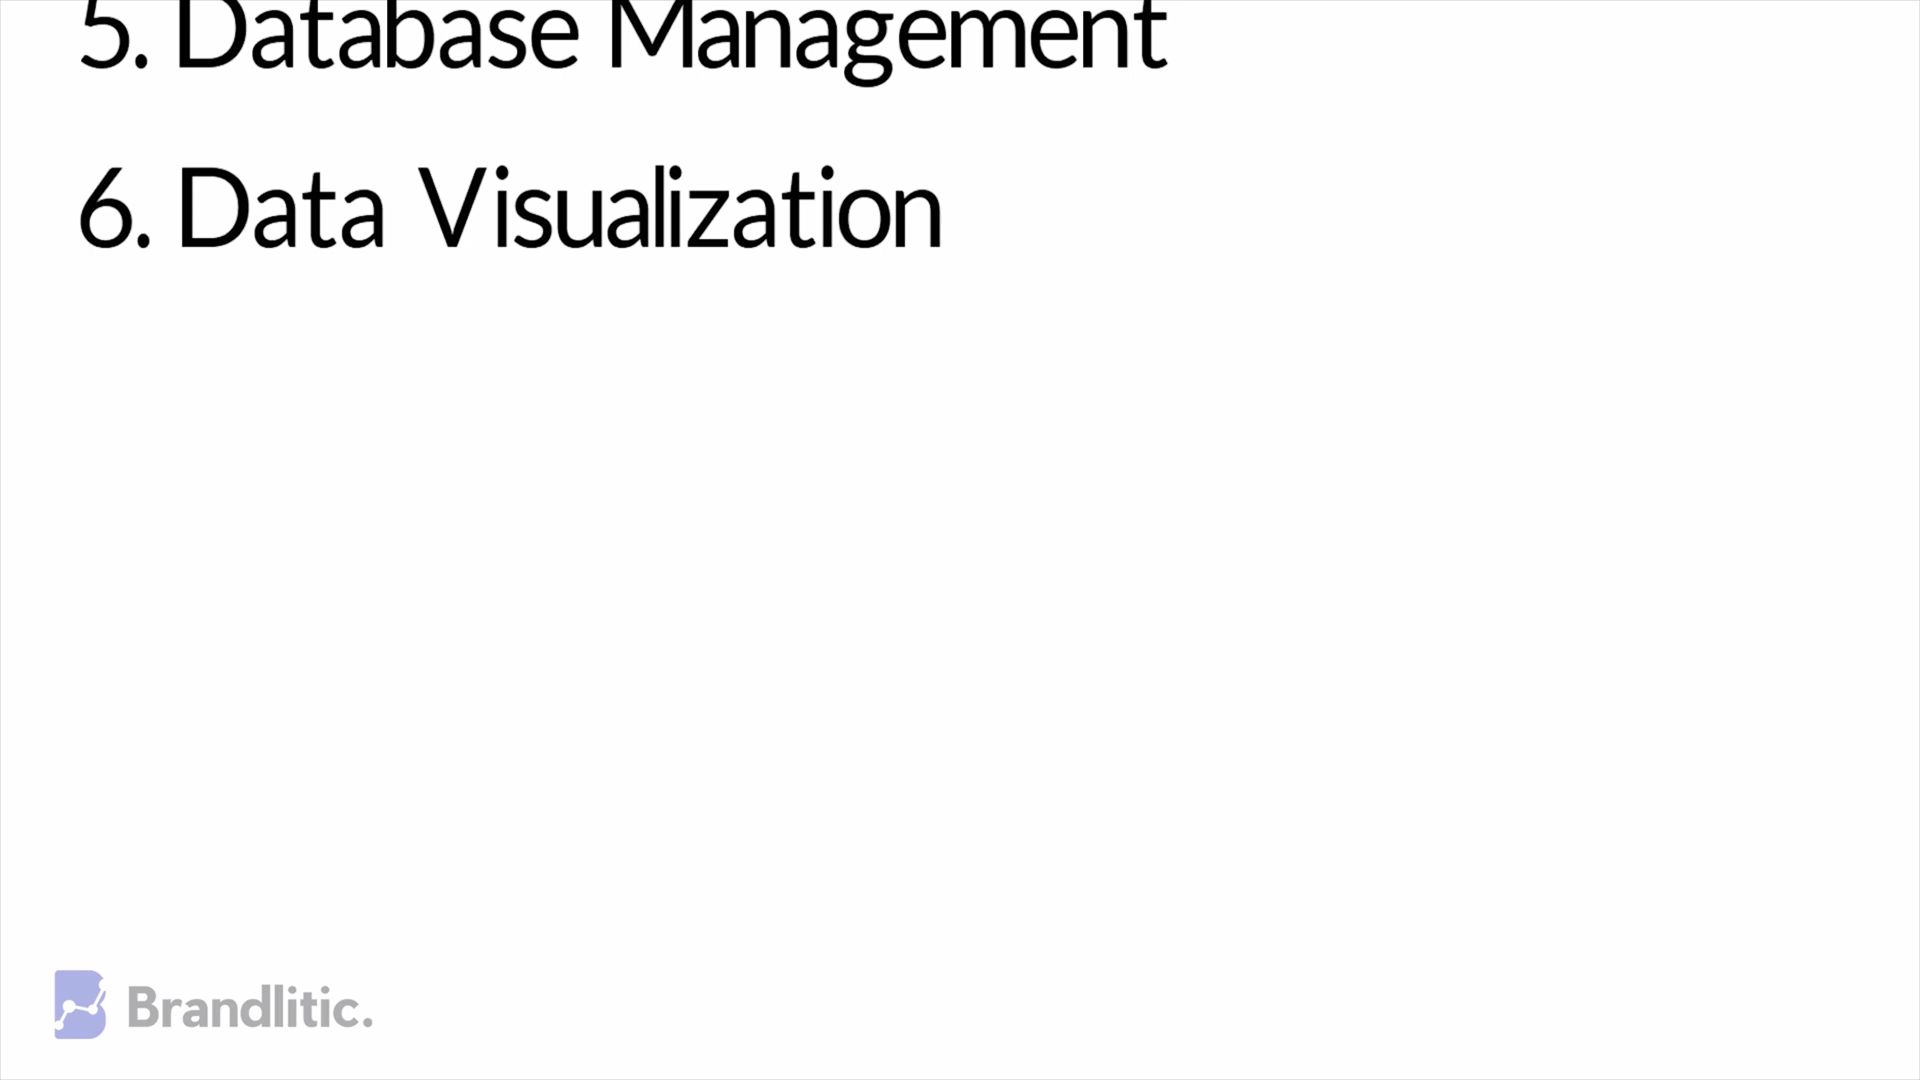 5. Database Management
6. Data Visualization
Brandlitic.